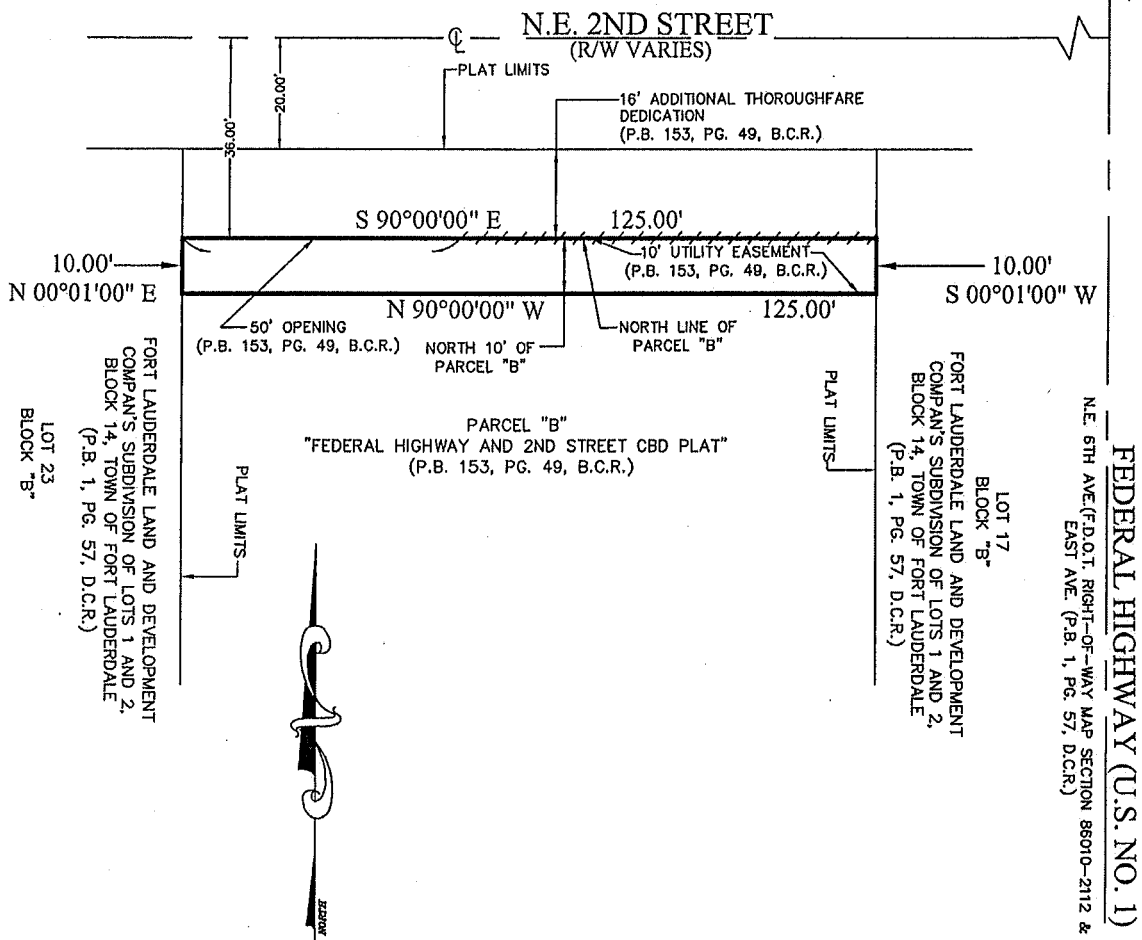 N.E. 2ND STREET
(R/W VARIES)
℄
PLAT LIMITS
20.00'
36.00'
16' ADDITIONAL THOROUGHFARE
DEDICATION
(P.B. 153, PG. 49, B.C.R.)
S 90°00'00" E 125.00'
10' UTILITY EASEMENT
(P.B. 153, PG. 49, B.C.R.)
10.00'
N 00°01'00" E
10.00'
S 00°01'00" W
N 90°00'00" W 125.00'
50' OPENING
(P.B. 153, PG. 49, B.C.R.)
NORTH 10' OF
PARCEL "B"
NORTH LINE OF
PARCEL "B"
PARCEL "B"
"FEDERAL HIGHWAY AND 2ND STREET CBD PLAT"
(P.B. 153, PG. 49, B.C.R.)
PLAT LIMITS
PLAT LIMITS
FORT LAUDERDALE LAND AND DEVELOPMENT
COMPAN'S SUBDIVISION OF LOTS 1 AND 2,
BLOCK 14, TOWN OF FORT LAUDERDALE
(P.B. 1, PG. 57, D.C.R.)
LOT 23
BLOCK "B"
LOT 17
BLOCK "B"
FORT LAUDERDALE LAND AND DEVELOPMENT
COMPAN'S SUBDIVISION OF LOTS 1 AND 2,
BLOCK 14, TOWN OF FORT LAUDERDALE
(P.B. 1, PG. 57, D.C.R.)
FEDERAL HIGHWAY (U.S. NO. 1)
N.E. 6TH AVE.(F.D.O.T. RIGHT-OF-WAY MAP SECTION 86010-2112 &
EAST AVE. (P.B. 1, PG. 57, D.C.R.)